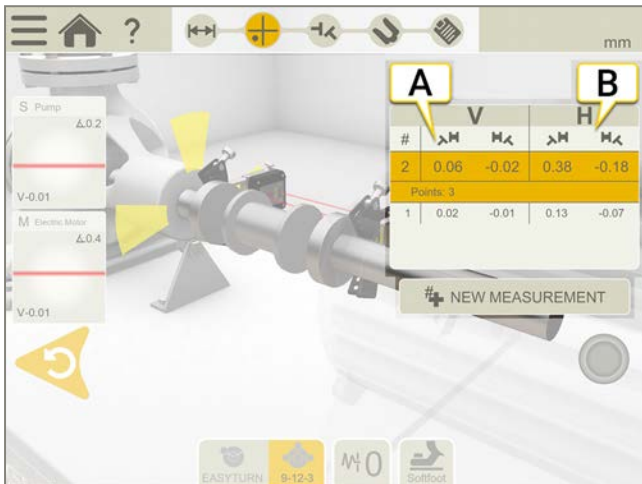 ?
mm
A
B
S Pump
∡0.2
V-0.01
M Electric Motor
∡0.4
V-0.01
V H
#
2 0.06 -0.02 0.38 -0.18
Points: 3
1 0.02 -0.01 0.13 -0.07
# NEW MEASUREMENT
EASYTURN
9-12-3
0
Softfoot